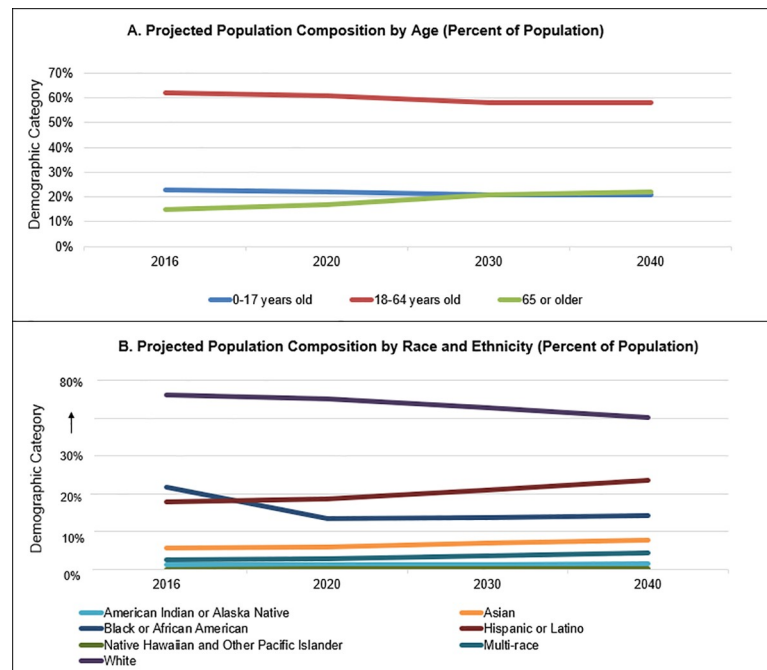 A. Projected Population Composition by Age (Percent of Population)
Demographic Category
70%
60%
50%
40%
30%
20%
10%
0%
2016 2020 2030 2040
0-17 years old 18-64 years old 65 or older
B. Projected Population Composition by Race and Ethnicity (Percent of Population)
Demographic Category
80%
30%
20%
10%
0%
2016 2020 2030 2040
American Indian or Alaska Native Asian
Black or African American Hispanic or Latino
Native Hawaiian and Other Pacific Islander Multi-race
White